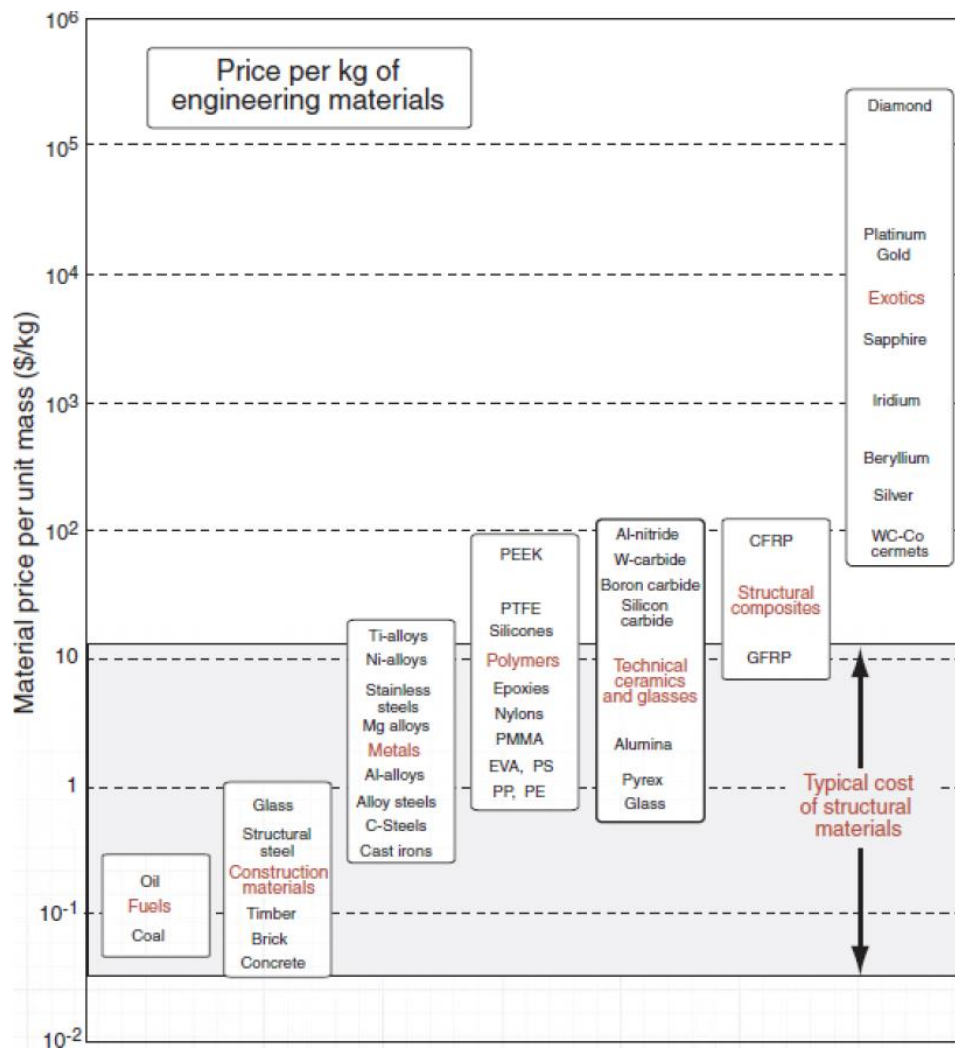 Price per kg of
engineering materials
Material price per unit mass ($/kg)
10⁶
10⁵
10⁴
10³
10²
10
1
10⁻¹
10⁻²
Oil
Fuels
Coal
Glass
Structural
steel
Construction
materials
Timber
Brick
Concrete
Ti-alloys
Ni-alloys
Stainless
steels
Mg alloys
Metals
Al-alloys
Alloy steels
C-Steels
Cast irons
PEEK
PTFE
Silicones
Polymers
Epoxies
Nylons
PMMA
EVA, PS
PP, PE
Al-nitride
W-carbide
Boron carbide
Silicon
carbide
Technical
ceramics
and glasses
Alumina
Pyrex
Glass
CFRP
Structural
composites
GFRP
Diamond
Platinum
Gold
Exotics
Sapphire
Iridium
Beryllium
Silver
WC-Co
cermets
Typical cost
of structural
materials